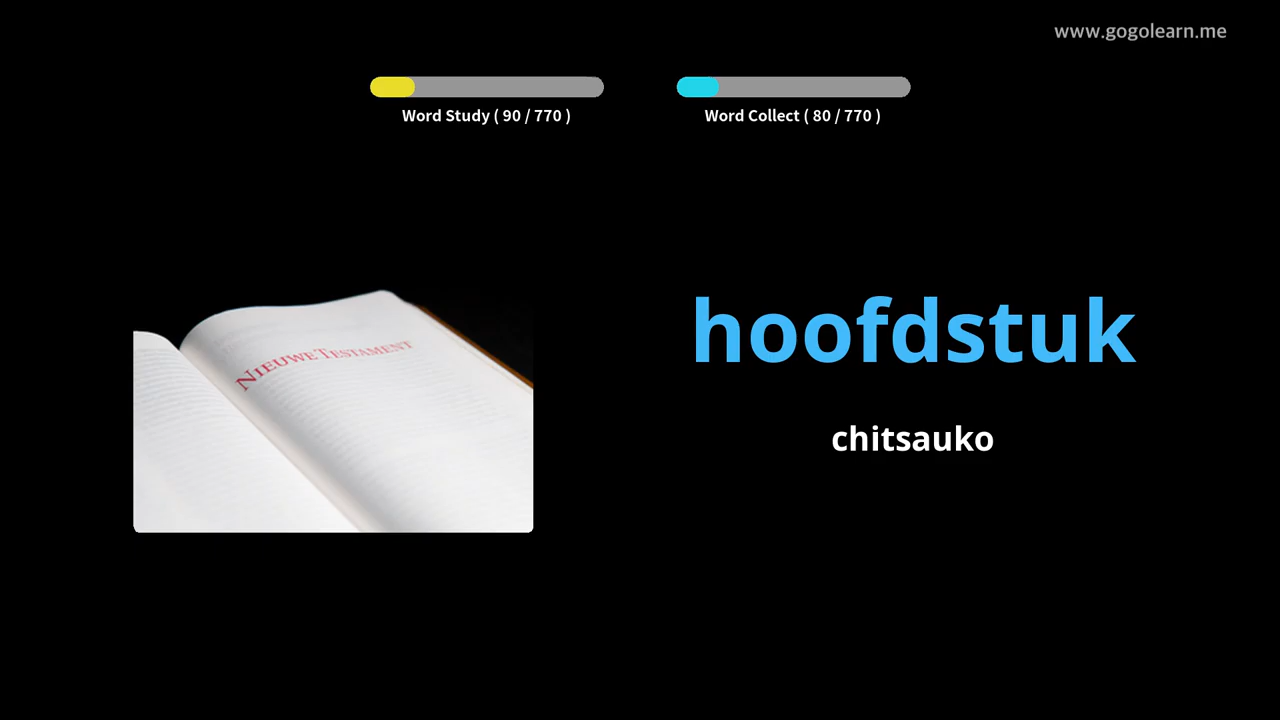 www.gogolearn.me
Word Study ( 90 / 770 )
Word Collect ( 80 / 770 )
NIEUWE TESTAMENT
hoofdstuk
chitsauko